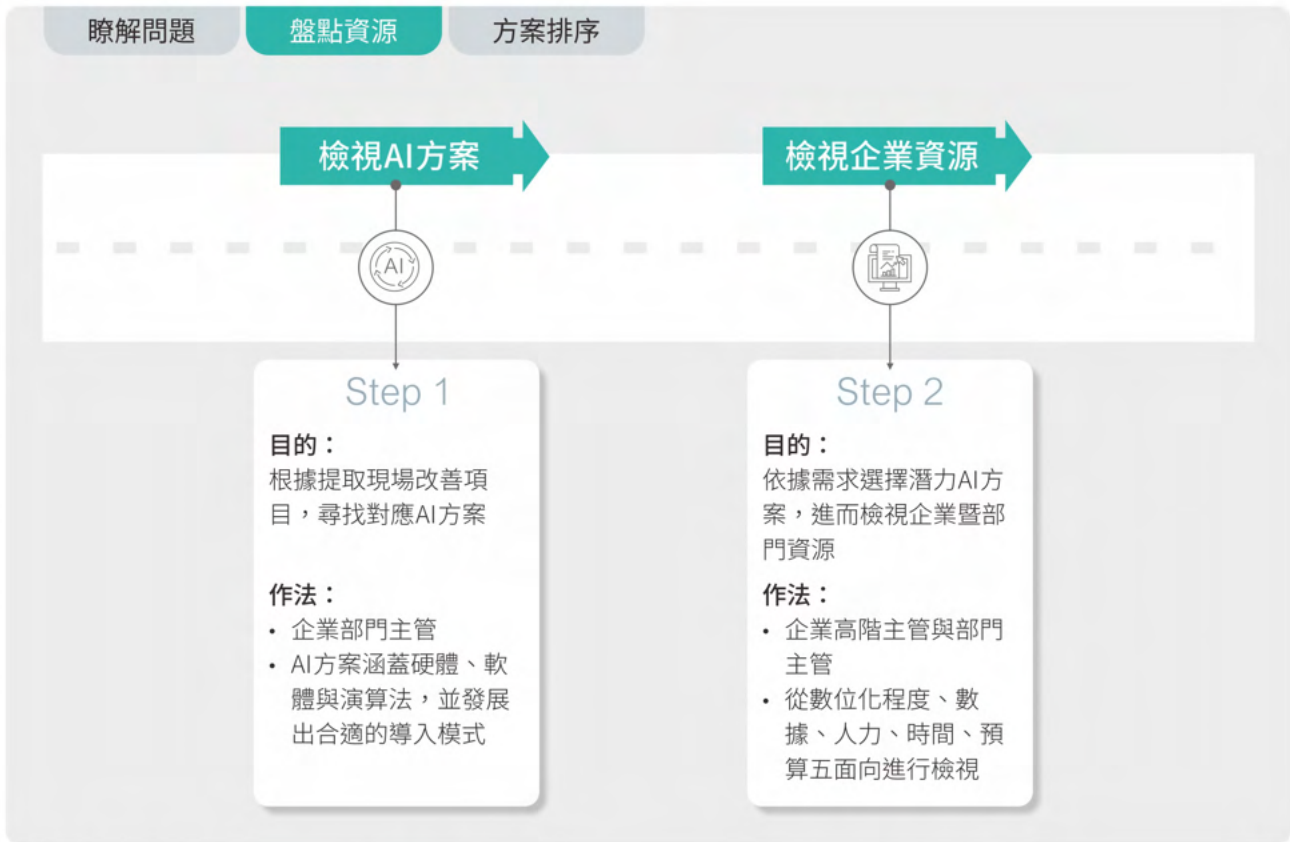 瞭解問題
盤點資源
方案排序
檢視AI方案
檢視企業資源
AI
Step 1
目的：
根據提取現場改善項
目，尋找對應AI方案
作法：
• 企業部門主管
• AI方案涵蓋硬體、軟
體與演算法，並發展
出合適的導入模式
Step 2
目的：
依據需求選擇潛力AI方
案，進而檢視企業暨部
門資源
作法：
• 企業高階主管與部門
主管
• 從數位化程度、數
據、人力、時間、預
算五面向進行檢視